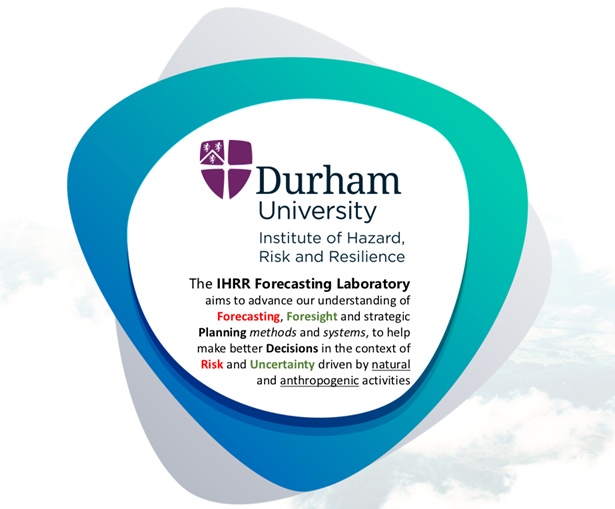 Durham
University
Institute of Hazard,
Risk and Resilience
The IHRR Forecasting Laboratory
aims to advance our understanding of
Forecasting, Foresight and strategic
Planning methods and systems, to help
make better Decisions in the context of
Risk and Uncertainty driven by natural
and anthropogenic activities